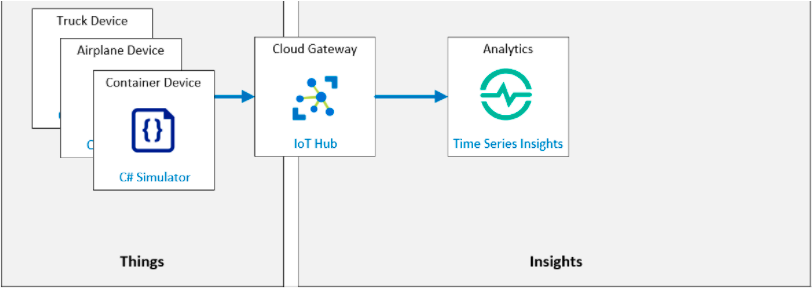 Truck Device
Airplane Device
Container Device
C# Simulator
Cloud Gateway
IoT Hub
Analytics
Time Series Insights
Things
Insights